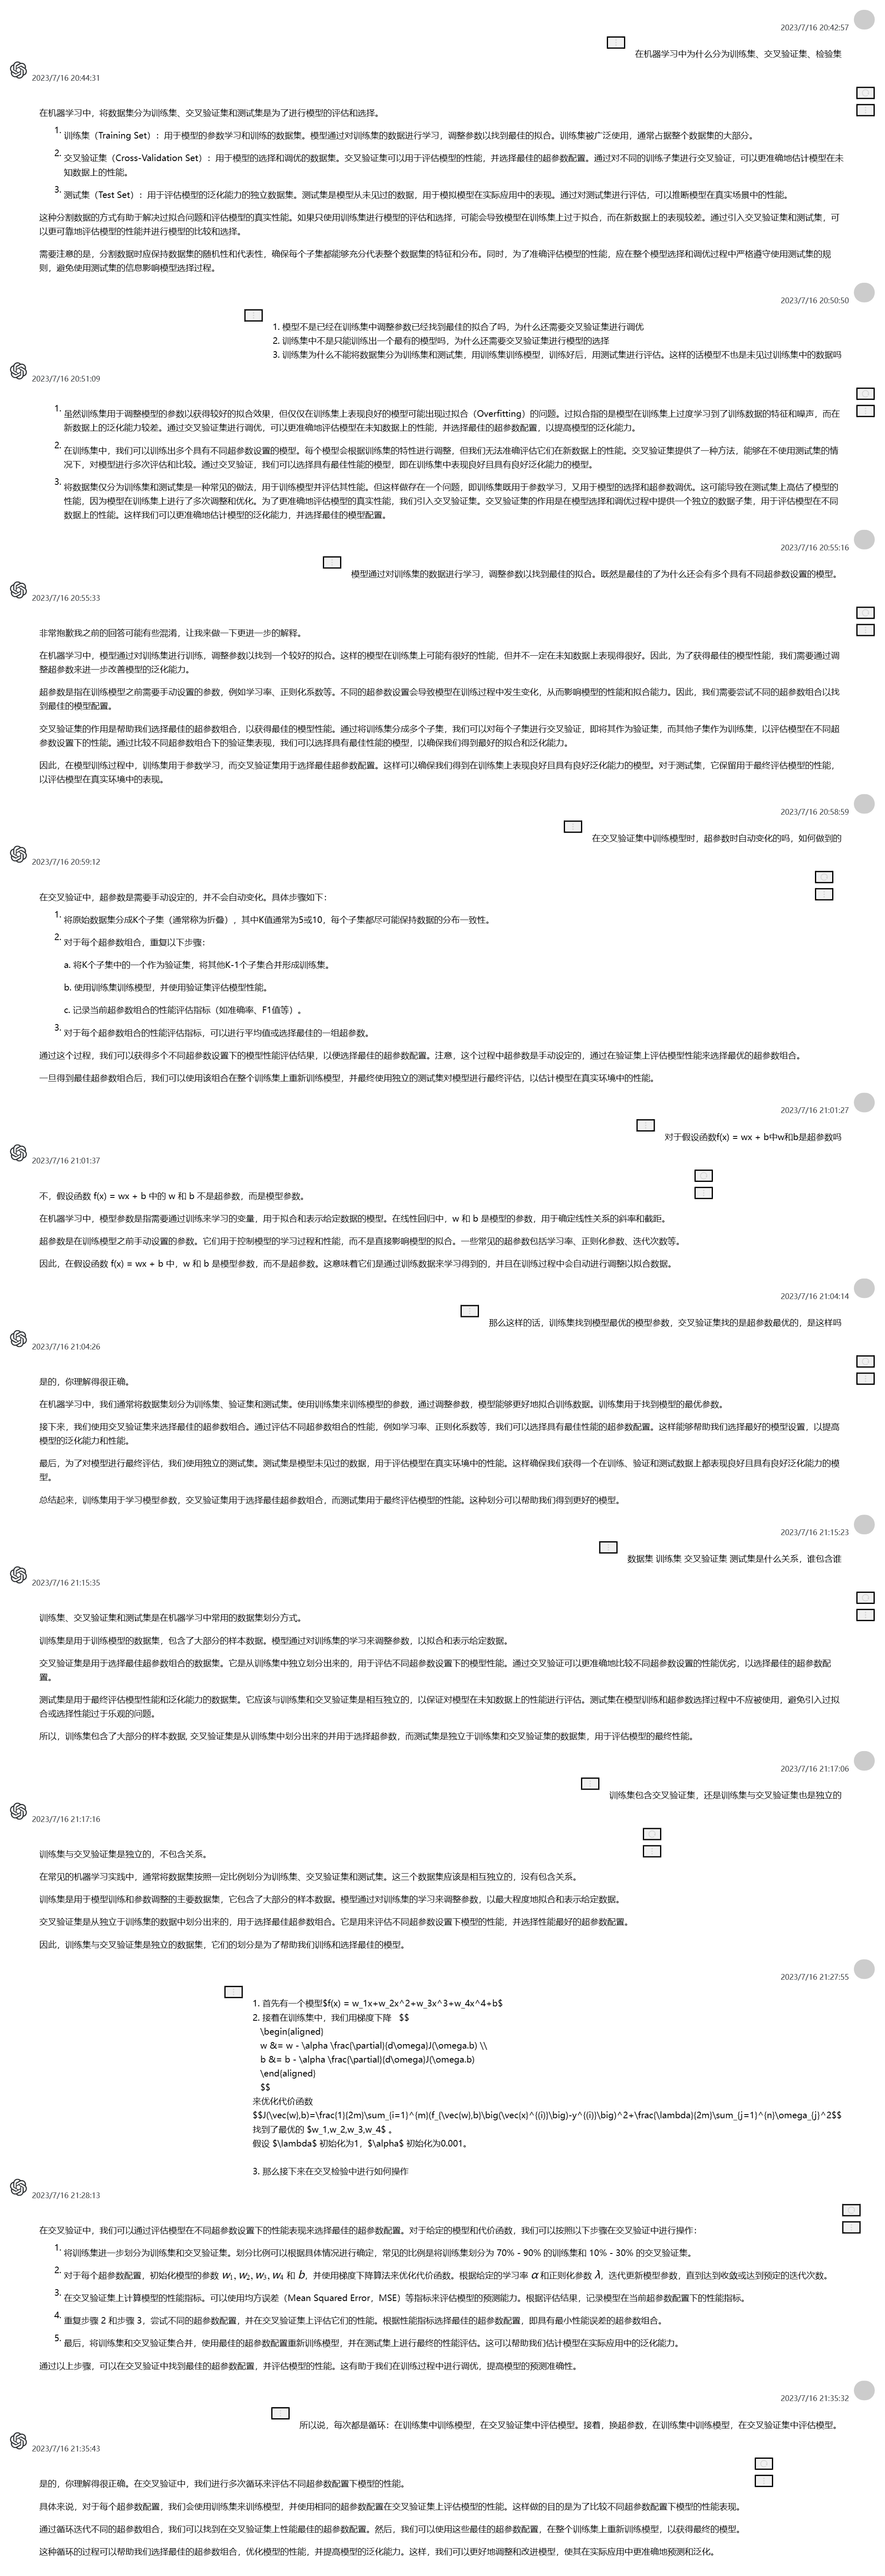 2023/7/16 20:42:57
在机器学习中为什么分为训练集、交叉验证集、检验集
2023/7/16 20:44:31
在机器学习中，将数据集分为训练集、交叉验证集和测试集是为了进行模型的评估和选择。
1. 训练集（Training Set）：用于模型的参数学习和训练的数据集。模型通过对训练集的数据进行学习，调整参数以找到最佳的拟合。训练集被广泛使用，通常占据整个数据集的大部分。
2. 交叉验证集（Cross-Validation Set）：用于模型的选择和调优的数据集。交叉验证集可以用于评估模型的性能，并选择最佳的超参数配置。通过对不同的训练子集进行交叉验证，可以更准确地估计模型在未
知数据上的性能。
3. 测试集（Test Set）：用于评估模型的泛化能力的独立数据集。测试集是模型从未见过的数据，用于模拟模型在实际应用中的表现。通过对测试集进行评估，可以推断模型在真实场景中的性能。
这种分割数据的方式有助于解决过拟合问题和评估模型的真实性能。如果只使用训练集进行模型的评估和选择，可能会导致模型在训练集上过于拟合，而在新数据上的表现较差。通过引入交叉验证集和测试集，可
以更可靠地评估模型的性能并进行模型的比较和选择。
需要注意的是，分割数据时应保持数据集的随机性和代表性，确保每个子集都能够充分代表整个数据集的特征和分布。同时，为了准确评估模型的性能，应在整个模型选择和调优过程中严格遵守使用测试集的规
则，避免使用测试集的信息影响模型选择过程。
2023/7/16 20:50:50
1. 模型不是已经在训练集中调整参数已经找到最佳的拟合了吗，为什么还需要交叉验证集进行调优
2. 训练集中不是只能训练出一个最有的模型吗，为什么还需要交叉验证集进行模型的选择
3. 训练集为什么不能将数据集分为训练集和测试集，用训练集训练模型，训练好后，用测试集进行评估。这样的话模型不也是未见过训练集中的数据吗
2023/7/16 20:51:09
1. 虽然训练集用于调整模型的参数以获得较好的拟合效果，但仅仅在训练集上表现良好的模型可能出现过拟合（Overfitting）的问题。过拟合指的是模型在训练集上过度学习到了训练数据的特征和噪声，而在
新数据上的泛化能力较差。通过交叉验证集进行调优，可以更准确地评估模型在未知数据上的性能，并选择最佳的超参数配置，以提高模型的泛化能力。
2. 在训练集中，我们可以训练出多个具有不同超参数设置的模型。每个模型会根据训练集的特性进行调整，但我们无法准确评估它们在新数据上的性能。交叉验证集提供了一种方法，能够在不使用测试集的情
况下，对模型进行多次评估和比较。通过交叉验证，我们可以选择具有最佳性能的模型，即在训练集中表现良好目具有良好泛化能力的模型。
3. 将数据集仅分为训练集和测试集是一种常见的做法，用于训练模型并评估其性能。但这样做存在一个问题，即训练集既用于参数学习，又用于模型的选择和超参数调优。这可能导致在测试集上高估了模型的
性能，因为模型在训练集上进行了多次调整和优化。为了更准确地评估模型的真实性能，我们引入交叉验证集。交叉验证集的作用是在模型选择和调优过程中提供一个独立的数据子集，用于评估模型在不同
数据上的性能。这样我们可以更准确地估计模型的泛化能力，并选择最佳的模型配置。
2023/7/16 20:55:16
模型通过对训练集的数据进行学习，调整参数以找到最佳的拟合。既然是最佳的了为什么还会有多个具有不同超参数设置的模型。
2023/7/16 20:55:33
非常抱歉我之前的回答可能有些混淆，让我来做一下更进一步的解释。
在机器学习中，模型通过对训练集进行训练，调整参数以找到一个较好的拟合。这样的模型在训练集上可能有很好的性能，但并不一定在未知数据上表现得很好。因此，为了获得最佳的模型性能，我们需要通过调
整超参数来进一步改善模型的泛化能力。
超参数是指在训练模型之前需要手动设置的参数，例如学习率、正则化系数等。不同的超参数设置会导致模型在训练过程中发生变化，从而影响模型的性能和拟合能力。因此，我们需要尝试不同的超参数组合以找
到最佳的模型配置。
交叉验证集的作用是帮助我们选择最佳的超参数组合，以获得最佳的模型性能。通过将训练集分成多个子集，我们可以对每个子集进行交叉验证，即将其作为验证集，而其他子集作为训练集，以评估模型在不同超
参数设置下的性能。通过比较不同超参数组合下的验证集表现，我们可以选择具有最佳性能的模型，以确保我们得到最好的拟合和泛化能力。
因此，在模型训练过程中，训练集用于参数学习，而交叉验证集用于选择最佳超参数配置。这样可以确保我们得到在训练集上表现良好且具有良好泛化能力的模型。对于测试集，它保留用于最终评估模型的性能，
以评估模型在真实环境中的表现。
2023/7/16 20:58:59
在交叉验证集中训练模型时，超参数时自动变化的吗，如何做到的
2023/7/16 20:59:12
在交叉验证中，超参数是需要手动设定的，并不会自动变化。具体步骤如下：
1. 将原始数据集分成K个子集（通常称为折叠），其中K值通常为5或10，每个子集都尽可能保持数据的分布一致性。
2. 对于每个超参数组合，重复以下步骤：
a. 将K个子集中的一个作为验证集，将其他K-1个子集合并形成训练集。
b. 使用训练集训练模型，并使用验证集评估模型性能。
c. 记录当前超参数组合的性能评估指标（如准确率、F1值等）。
3. 对于每个超参数组合的性能评估指标，可以进行平均值或选择最佳的一组超参数。
通过这个过程，我们可以获得多个不同超参数设置下的模型性能评估结果，以便选择最佳的超参数配置。注意，这个过程中超参数是手动设定的，通过在验证集上评估模型性能来选择最优的超参数组合。
一旦得到最佳超参数组合后，我们可以使用该组合在整个训练集上重新训练模型，并最终使用独立的测试集对模型进行最终评估，以估计模型在真实环境中的性能。
2023/7/16 21:01:27
对于假设函数f(x) = wx + b中w和b是超参数吗
2023/7/16 21:01:37
不，假设函数 f(x) = wx + b 中的 w 和 b 不是超参数，而是模型参数。
在机器学习中，模型参数是指需要通过训练来学习的变量，用于拟合和表示给定数据的模型。在线性回归中，w 和 b 是模型的参数，用于确定线性关系的斜率和截距。
超参数是在训练模型之前手动设置的参数。它们用于控制模型的学习过程和性能，而不是直接影响模型的拟合。一些常见的超参数包括学习率、正则化参数、迭代次数等。
因此，在假设函数 f(x) = wx + b 中，w 和 b 是模型参数，而不是超参数。这意味着它们是通过训练数据来学习得到的，并且在训练过程中会自动进行调整以拟合数据。
2023/7/16 21:04:14
那么这样的话，训练集找到模型最优的模型参数，交叉验证集找的是超参数最优的，是这样吗
2023/7/16 21:04:26
是的，你理解得很正确。
在机器学习中，我们通常将数据集划分为训练集、验证集和测试集。使用训练集来训练模型的参数，通过调整参数，模型能够更好地拟合训练数据。训练集用于找到模型的最优参数。
接下来，我们使用交叉验证集来选择最佳的超参数组合。通过评估不同超参数组合的性能，例如学习率、正则化系数等，我们可以选择具有最佳性能的超参数配置。这样能够帮助我们选择最好的模型设置，以提高
模型的泛化能力和性能。
最后，为了对模型进行最终评估，我们使用独立的测试集。测试集是模型未见过的数据，用于评估模型在真实环境中的性能。这样确保我们获得一个在训练、验证和测试数据上都表现良好且具有良好泛化能力的模
型。
总结起来，训练集用于学习模型参数，交叉验证集用于选择最佳超参数组合，而测试集用于最终评估模型的性能。这种划分可以帮助我们得到更好的模型。
2023/7/16 21:15:23
数据集 训练集 交叉验证集 测试集是什么关系，谁包含谁
2023/7/16 21:15:35
训练集、交叉验证集和测试集是在机器学习中常用的数据集划分方式。
训练集是用于训练模型的数据集，包含了大部分的样本数据。模型通过对训练集的学习来调整参数，以拟合和表示给定数据。
交叉验证集是用于选择最佳超参数组合的数据集。它是从训练集中独立划分出来的，用于评估不同超参数设置下的模型性能。通过交叉验证可以更准确地比较不同超参数设置的性能优劣，以选择最佳的超参数配
置。
测试集是用于最终评估模型性能和泛化能力的数据集。它应该与训练集和交叉验证集是相互独立的，以保证对模型在未知数据上的性能进行评估。测试集在模型训练和超参数选择过程中不应被使用，避免引入过拟
合或选择性能过于乐观的问题。
所以，训练集包含了大部分的样本数据, 交叉验证集是从训练集中划分出来的并用于选择超参数，而测试集是独立于训练集和交叉验证集的数据集，用于评估模型的最终性能。
2023/7/16 21:17:06
训练集包含交叉验证集，还是训练集与交叉验证集也是独立的
2023/7/16 21:17:16
训练集与交叉验证集是独立的，不包含关系。
在常见的机器学习实践中，通常将数据集按照一定比例划分为训练集、交叉验证集和测试集。这三个数据集应该是相互独立的，没有包含关系。
训练集是用于模型训练和参数调整的主要数据集，它包含了大部分的样本数据。模型通过对训练集的学习来调整参数，以最大程度地拟合和表示给定数据。
交叉验证集是从独立于训练集的数据中划分出来的，用于选择最佳超参数组合。它是用来评估不同超参数设置下模型的性能，并选择性能最好的超参数配置。
因此，训练集与交叉验证集是独立的数据集，它们的划分是为了帮助我们训练和选择最佳的模型。
2023/7/16 21:27:55
1. 首先有一个模型$f(x) = w_1x+w_2x^2+w_3x^3+w_4x^4+b$
2. 接着在训练集中，我们用梯度下降 $$
\begin{aligned}
w &= w - \alpha \frac{\partial}{d\omega}J(\omega.b) \\
b &= b - \alpha \frac{\partial}{d\omega}J(\omega.b)
\end{aligned}
$$
来优化代价函数
$$J(\vec{w},b)=\frac{1}{2m}\sum_{i=1}^{m}(f_{\vec{w},b}\big(\vec{x}^{(i)}\big)-y^{(i)}\big)^2+\frac{\lambda}{2m}\sum_{j=1}^{n}\omega_{j}^2$$
找到了最优的 $w_1,w_2,w_3,w_4$ 。
假设 $\lambda$ 初始化为1，$\alpha$ 初始化为0.001。
3. 那么接下来在交叉检验中进行如何操作
2023/7/16 21:28:13
在交叉验证中，我们可以通过评估模型在不同超参数设置下的性能表现来选择最佳的超参数配置。对于给定的模型和代价函数，我们可以按照以下步骤在交叉验证中进行操作：
1. 将训练集进一步划分为训练集和交叉验证集。划分比例可以根据具体情况进行确定，常见的比例是将训练集划分为 70% - 90% 的训练集和 10% - 30% 的交叉验证集。
2. 对于每个超参数配置，初始化模型的参数 w₁, w₂, w₃, w₄ 和 b，并使用梯度下降算法来优化代价函数。根据给定的学习率 α 和正则化参数 λ，迭代更新模型参数，直到达到收敛或达到预定的迭代次数。
3. 在交叉验证集上计算模型的性能指标。可以使用均方误差（Mean Squared Error，MSE）等指标来评估模型的预测能力。根据评估结果，记录模型在当前超参数配置下的性能指标。
4. 重复步骤 2 和步骤 3，尝试不同的超参数配置，并在交叉验证集上评估它们的性能。根据性能指标选择最佳的超参数配置，即具有最小性能误差的超参数组合。
5. 最后，将训练集和交叉验证集合并，使用最佳的超参数配置重新训练模型，并在测试集上进行最终的性能评估。这可以帮助我们估计模型在实际应用中的泛化能力。
通过以上步骤，可以在交叉验证中找到最佳的超参数配置，并评估模型的性能。这有助于我们在训练过程中进行调优，提高模型的预测准确性。
2023/7/16 21:35:32
所以说，每次都是循环：在训练集中训练模型，在交叉验证集中评估模型。接着，换超参数，在训练集中训练模型，在交叉验证集中评估模型。
2023/7/16 21:35:43
是的，你理解得很正确。在交叉验证中，我们进行多次循环来评估不同超参数配置下模型的性能。
具体来说，对于每个超参数配置，我们会使用训练集来训练模型，并使用相同的超参数配置在交叉验证集上评估模型的性能。这样做的目的是为了比较不同超参数配置下模型的性能表现。
通过循环迭代不同的超参数组合，我们可以找到在交叉验证集上性能最佳的超参数配置。然后，我们可以使用这些最佳的超参数配置，在整个训练集上重新训练模型，以获得最终的模型。
这种循环的过程可以帮助我们选择最佳的超参数组合，优化模型的性能，并提高模型的泛化能力。这样，我们可以更好地调整和改进模型，使其在实际应用中更准确地预测和泛化。